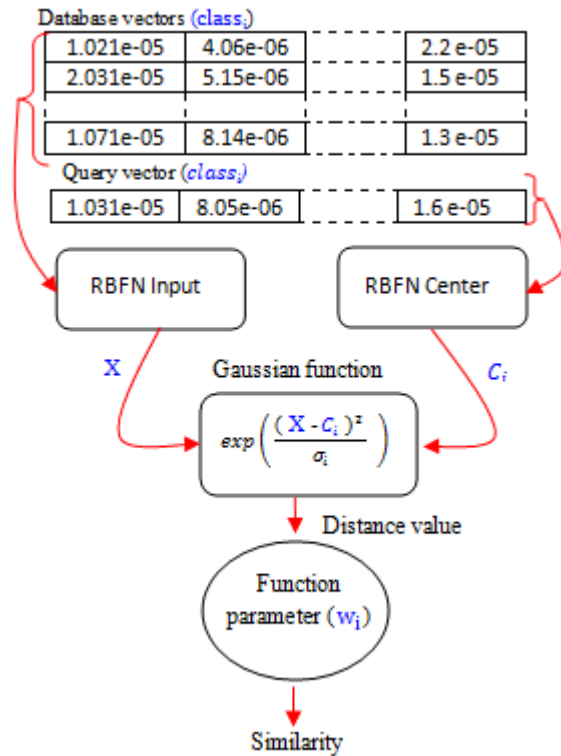 Database vectors (class_i)
1.021e-05 4.06e-06 2.2 e-05
2.031e-05 5.15e-06 1.5 e-05
1.071e-05 8.14e-06 1.3 e-05
Query vector (class_i)
1.031e-05 8.05e-06 1.6 e-05
RBFN Input RBFN Center
X C_i
Gaussian function
exp( (X - C_i)² / σ_i )
Distance value
Function
parameter (w_i)
Similarity